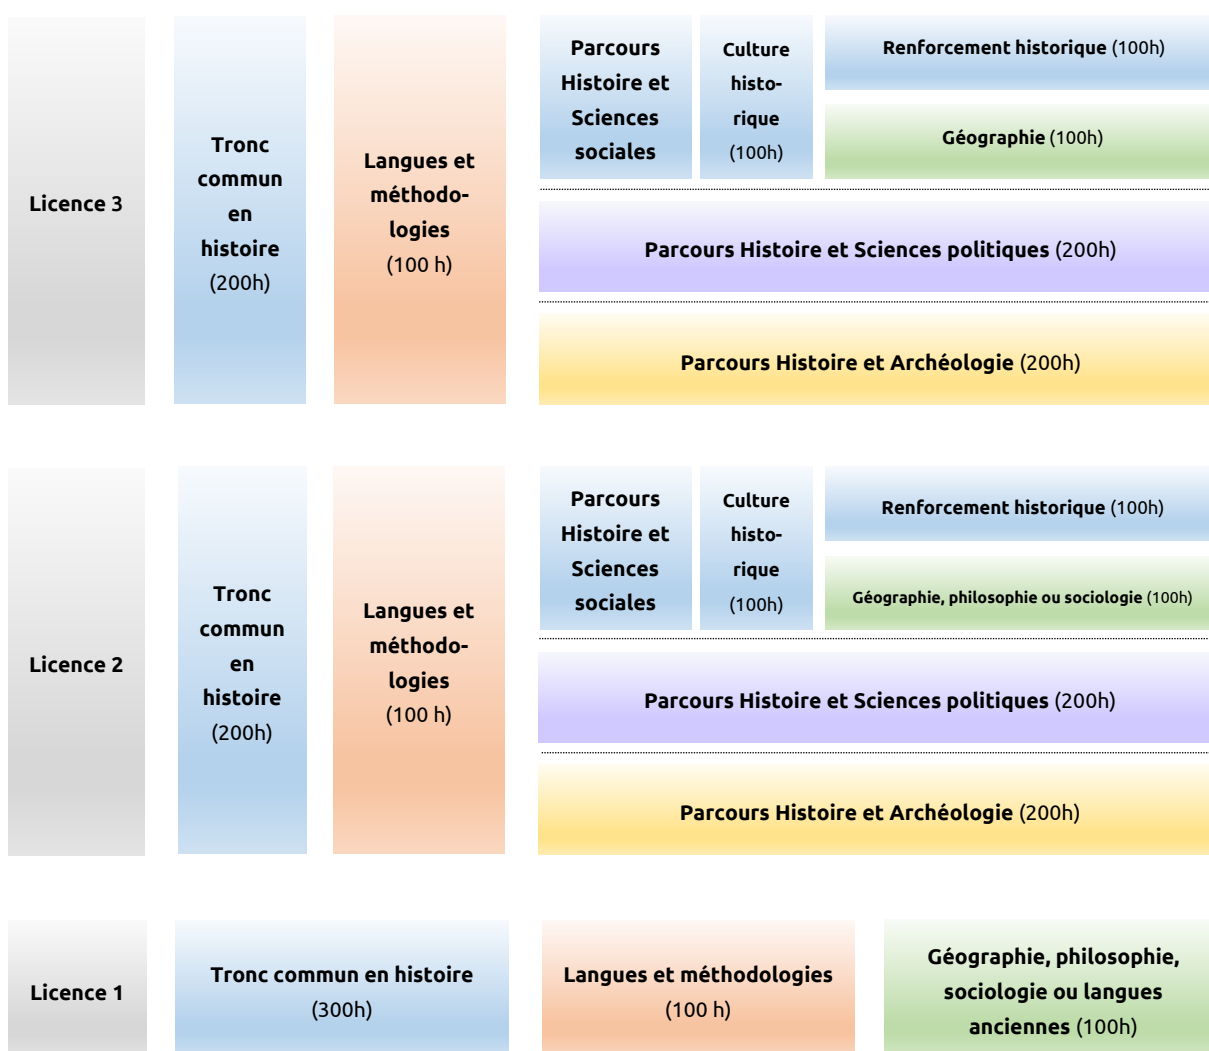 Licence 3
Tronc
commun
en
histoire
(200h)
Langues et
méthodo-
logies
(100 h)
Parcours
Histoire et
Sciences
sociales
Culture
histo-
rique
(100h)
Renforcement historique (100h)
Géographie (100h)
Parcours Histoire et Sciences politiques (200h)
Parcours Histoire et Archéologie (200h)
Licence 2
Tronc
commun
en
histoire
(200h)
Langues et
méthodo-
logies
(100 h)
Parcours
Histoire et
Sciences
sociales
Culture
histo-
rique
(100h)
Renforcement historique (100h)
Géographie, philosophie ou sociologie (100h)
Parcours Histoire et Sciences politiques (200h)
Parcours Histoire et Archéologie (200h)
Licence 1
Tronc commun en histoire
(300h)
Langues et méthodologies
(100 h)
Géographie, philosophie,
sociologie ou langues
anciennes (100h)